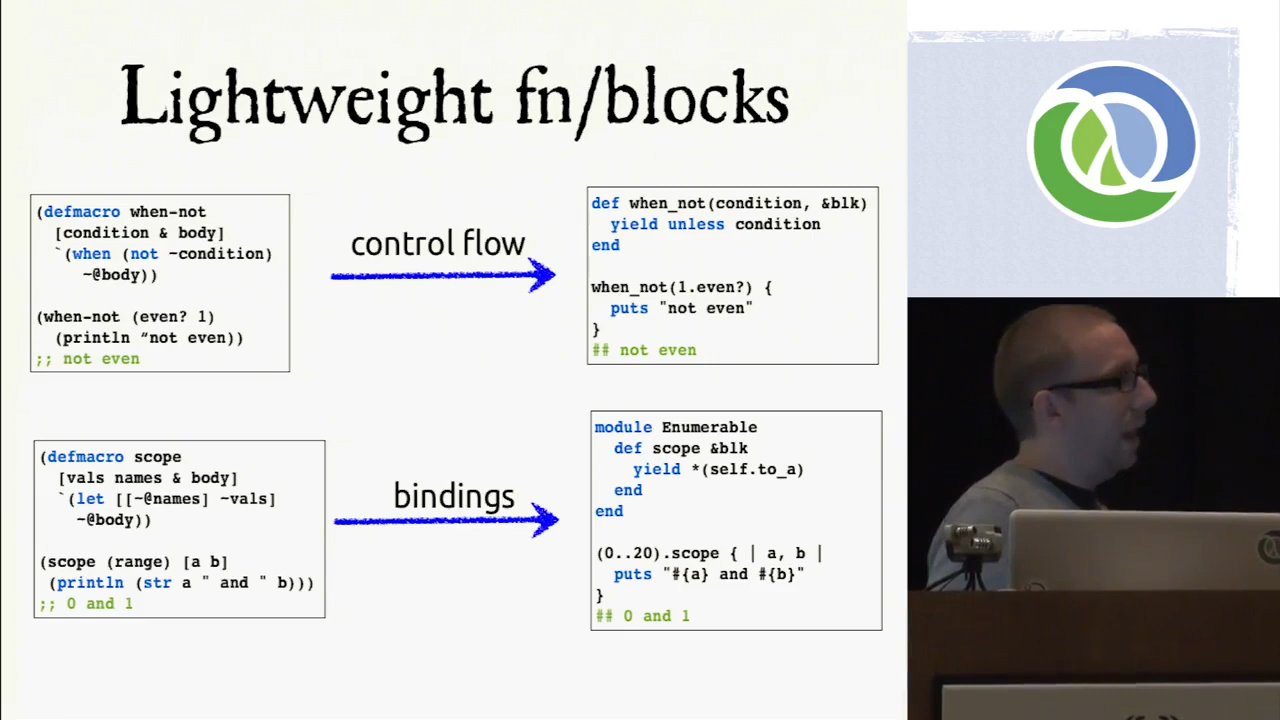 Lightweight fn/blocks
(defmacro when-not
[condition & body]
`(when (not ~condition)
~@body))
(when-not (even? 1)
(println “not even))
;; not even
control flow
def when_not(condition, &blk)
yield unless condition
end
when_not(1.even?) {
puts "not even"
}
## not even
(defmacro scope
[vals names & body]
`(let [[~@names] ~vals]
~@body))
(scope (range) [a b]
(println (str a " and " b)))
;; 0 and 1
bindings
module Enumerable
def scope &blk
yield *(self.to_a)
end
end
(0..20).scope { | a, b |
puts "#{a} and #{b}"
}
## 0 and 1